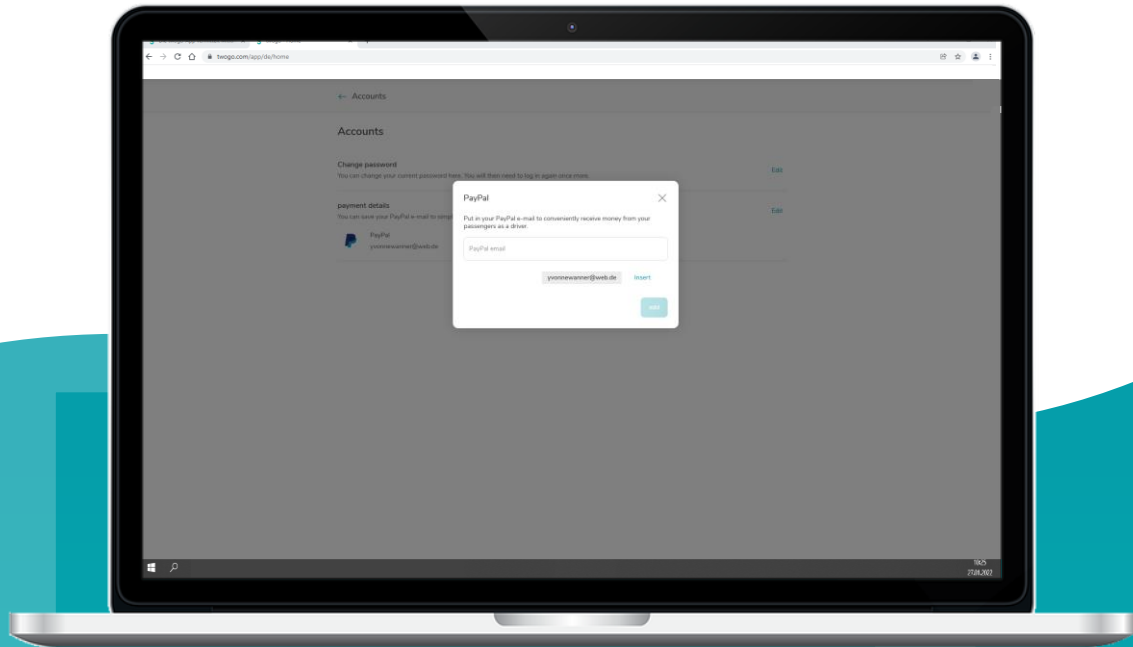 twogo.com/app/de/home
← Accounts
Accounts
Change password
You can change your current password here. You will then need to log in again once more.
Edit
payment details
You can save your PayPal e-mail to
Edit
PayPal
yvonnewanner@web.de
PayPal
Put in your PayPal e-mail to conveniently receive money from your
passengers as a driver.
PayPal email
yvonnewanner@web.de Insert
27.01.2022